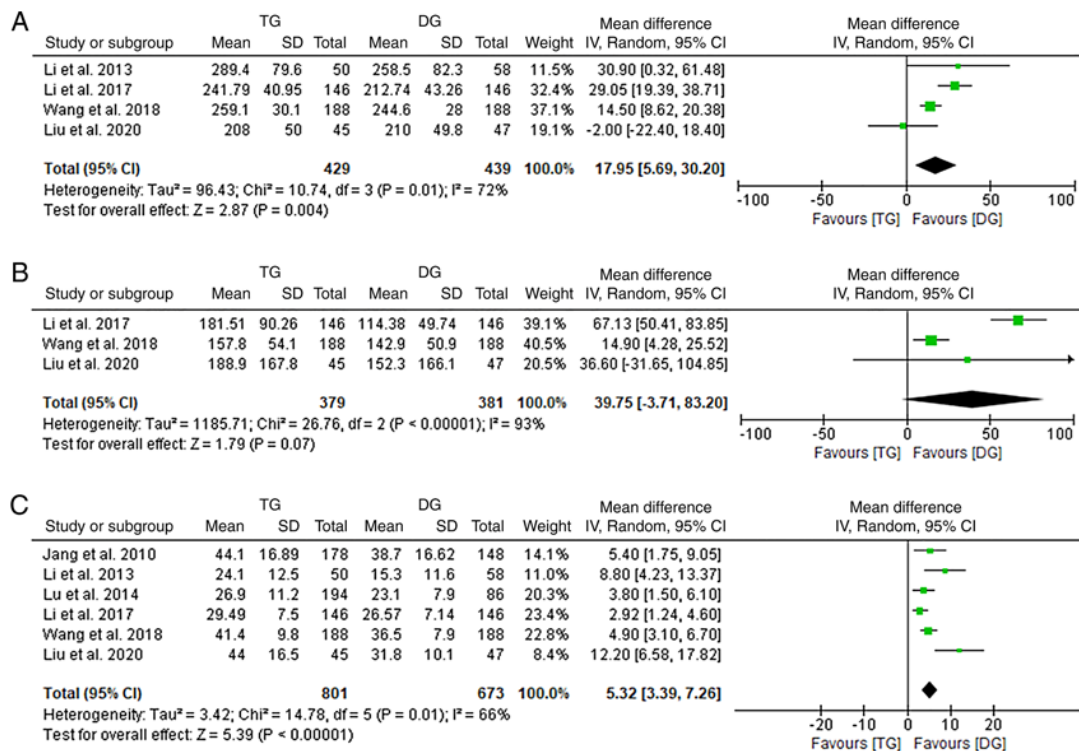 A
TG DG Mean difference Mean difference
Study or subgroup Mean SD Total Mean SD Total Weight IV, Random, 95% CI IV, Random, 95% CI
Li et al. 2013 289.4 79.6 50 258.5 82.3 58 11.5% 30.90 [0.32, 61.48]
Li et al. 2017 241.79 40.95 146 212.74 43.26 146 32.4% 29.05 [19.39, 38.71]
Wang et al. 2018 259.1 30.1 188 244.6 28 188 37.1% 14.50 [8.62, 20.38]
Liu et al. 2020 208 50 45 210 49.8 47 19.1% -2.00 [-22.40, 18.40]
Total (95% CI) 429 439 100.0% 17.95 [5.69, 30.20]
Heterogeneity: Tau² = 96.43; Chi² = 10.74, df = 3 (P = 0.01); I² = 72%
Test for overall effect: Z = 2.87 (P = 0.004)
-100 -50 0 50 100
Favours [TG] Favours [DG]
B
TG DG Mean difference Mean difference
Study or subgroup Mean SD Total Mean SD Total Weight IV, Random, 95% CI IV, Random, 95% CI
Li et al. 2017 181.51 90.26 146 114.38 49.74 146 39.1% 67.13 [50.41, 83.85]
Wang et al. 2018 157.8 54.1 188 142.9 50.9 188 40.5% 14.90 [4.28, 25.52]
Liu et al. 2020 188.9 167.8 45 152.3 166.1 47 20.5% 36.60 [-31.65, 104.85]
Total (95% CI) 379 381 100.0% 39.75 [-3.71, 83.20]
Heterogeneity: Tau² = 1185.71; Chi² = 26.76, df = 2 (P < 0.00001); I² = 93%
Test for overall effect: Z = 1.79 (P = 0.07)
-100 -50 0 50 100
Favours [TG] Favours [DG]
C
TG DG Mean difference Mean difference
Study or subgroup Mean SD Total Mean SD Total Weight IV, Random, 95% CI IV, Random, 95% CI
Jang et al. 2010 44.1 16.89 178 38.7 16.62 148 14.1% 5.40 [1.75, 9.05]
Li et al. 2013 24.1 12.5 50 15.3 11.6 58 11.0% 8.80 [4.23, 13.37]
Lu et al. 2014 26.9 11.2 194 23.1 7.9 86 20.3% 3.80 [1.50, 6.10]
Li et al. 2017 29.49 7.5 146 26.57 7.14 146 23.4% 2.92 [1.24, 4.60]
Wang et al. 2018 41.4 9.8 188 36.5 7.9 188 22.8% 4.90 [3.10, 6.70]
Liu et al. 2020 44 16.5 45 31.8 10.1 47 8.4% 12.20 [6.58, 17.82]
Total (95% CI) 801 673 100.0% 5.32 [3.39, 7.26]
Heterogeneity: Tau² = 3.42; Chi² = 14.78, df = 5 (P = 0.01); I² = 66%
Test for overall effect: Z = 5.39 (P < 0.00001)
-20 -10 0 10 20
Favours [TG] Favours [DG]